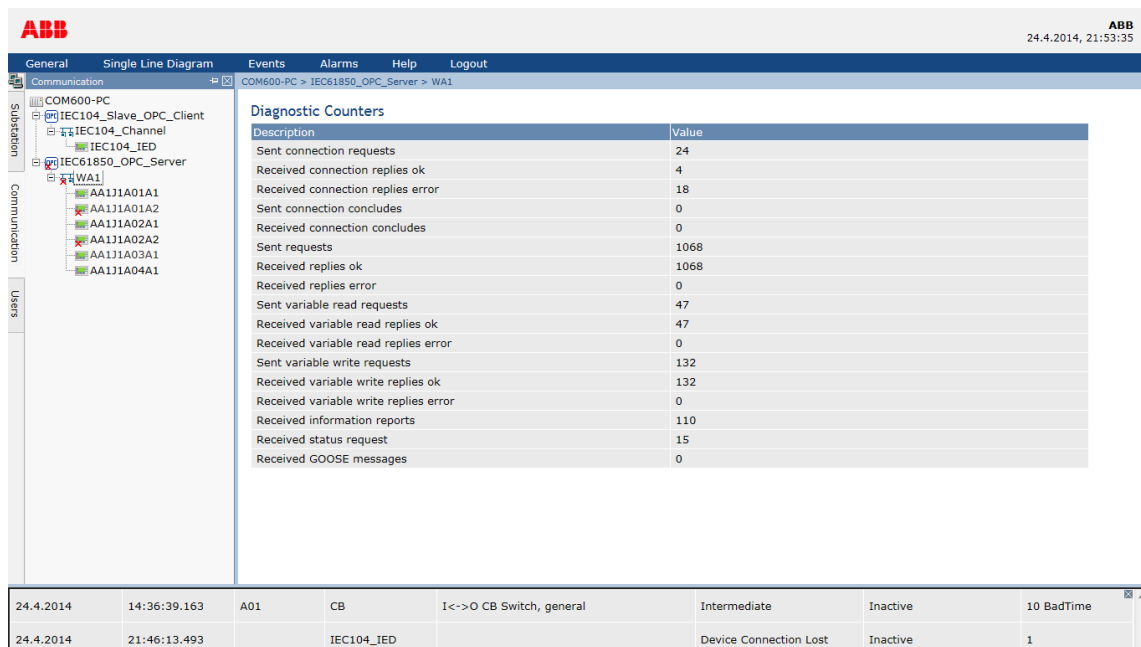 ABB
ABB
24.4.2014, 21:53:35
General Single Line Diagram Events Alarms Help Logout
Communication
COM600-PC > IEC61850_OPC_Server > WA1
Substation
Communication
Users
COM600-PC
OPC IEC104_Slave_OPC_Client
IEC104_Channel
IEC104_IED
OPC IEC61850_OPC_Server
WA1
AA1J1A01A1
AA1J1A01A2
AA1J1A02A1
AA1J1A02A2
AA1J1A03A1
AA1J1A04A1
Diagnostic Counters
Description Value
Sent connection requests 24
Received connection replies ok 4
Received connection replies error 18
Sent connection concludes 0
Received connection concludes 0
Sent requests 1068
Received replies ok 1068
Received replies error 0
Sent variable read requests 47
Received variable read replies ok 47
Received variable read replies error 0
Sent variable write requests 132
Received variable write replies ok 132
Received variable write replies error 0
Received information reports 110
Received status request 15
Received GOOSE messages 0
24.4.2014 14:36:39.163 A01 CB I<->O CB Switch, general Intermediate Inactive 10 BadTime
24.4.2014 21:46:13.493 IEC104_IED Device Connection Lost Inactive 1